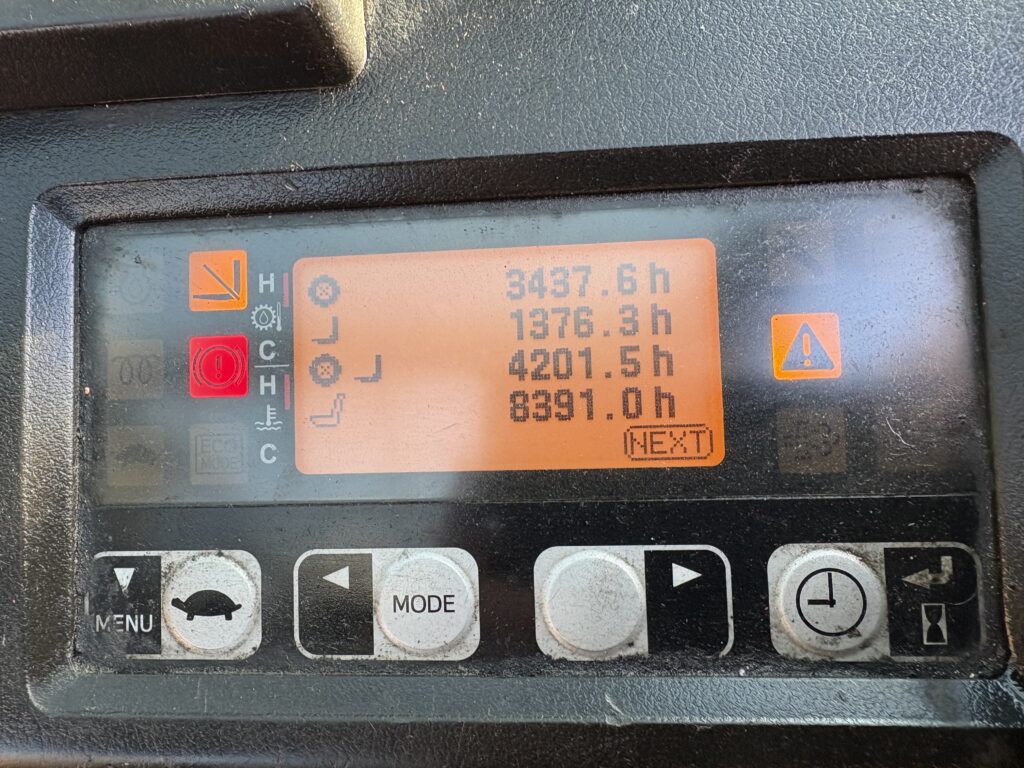 H
C
H
C
3437.6 h
1376.3 h
4201.5 h
8391.0 h
NEXT
MENU
MODE